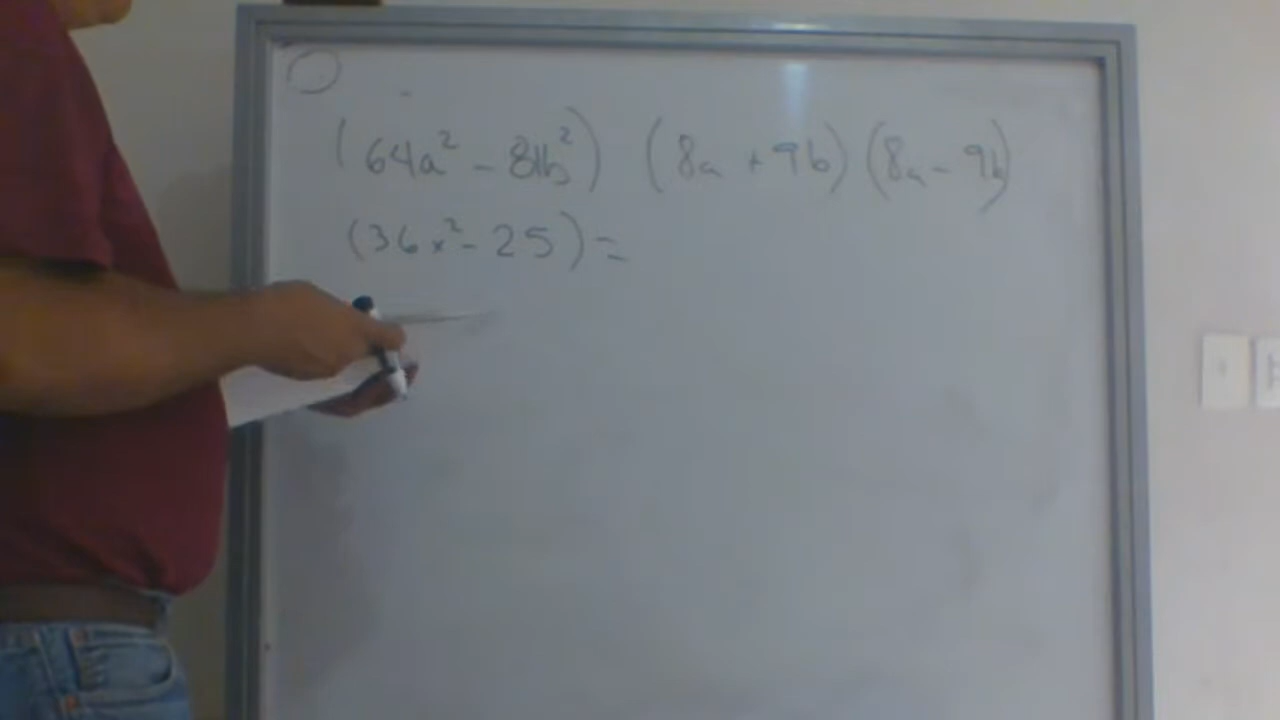 (64a² - 81b²) (8a + 9b) (8a - 9b)
(36x² - 25) =